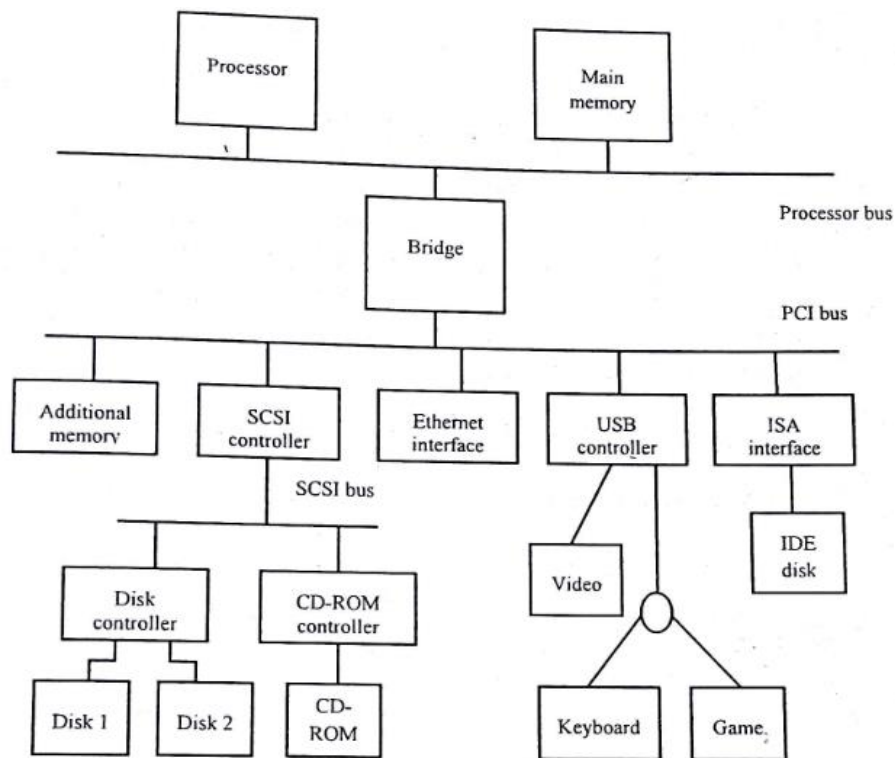 Processor
Main
memory
Processor bus
Bridge
PCI bus
Additional
memory
SCSI
controller
Ethernet
interface
USB
controller
ISA
interface
SCSI bus
IDE
disk
Video
Disk
controller
CD-ROM
controller
Disk 1
Disk 2
CD-
ROM
Keyboard
Game